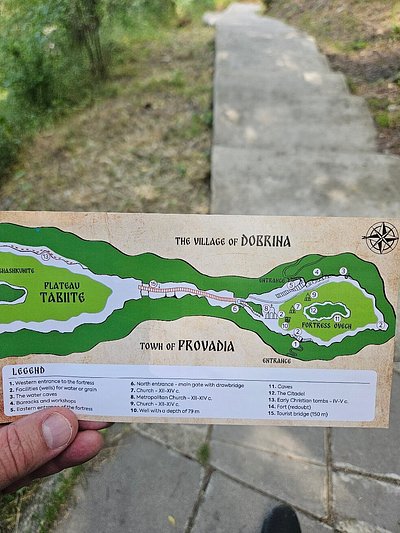 THE VILLAGE OF DOBRINA
SHASHKUNITE
PLATEAU
TABIITE
ENTRANCE
FORTRESS OVECH
TOWN OF PROVADIA
ENTRANCE
LEGEND
1. Western entrance to the fortress
2. Facilities (wells) for water or grain
3. The water caves
4. Barracks and workshops
5. Eastern entrance of the fortress
6. North entrance - main gate with drawbridge
7. Church - XII-XIV c.
8. Metropolitan Church - XII-XIV c.
9. Church - XII-XIV c.
10. Well with a depth of 79 m
11. Caves
12. The Citadel
13. Early Christian tombs - IV-V c.
14. Fort (redoubt)
15. Tourist bridge (150 m)